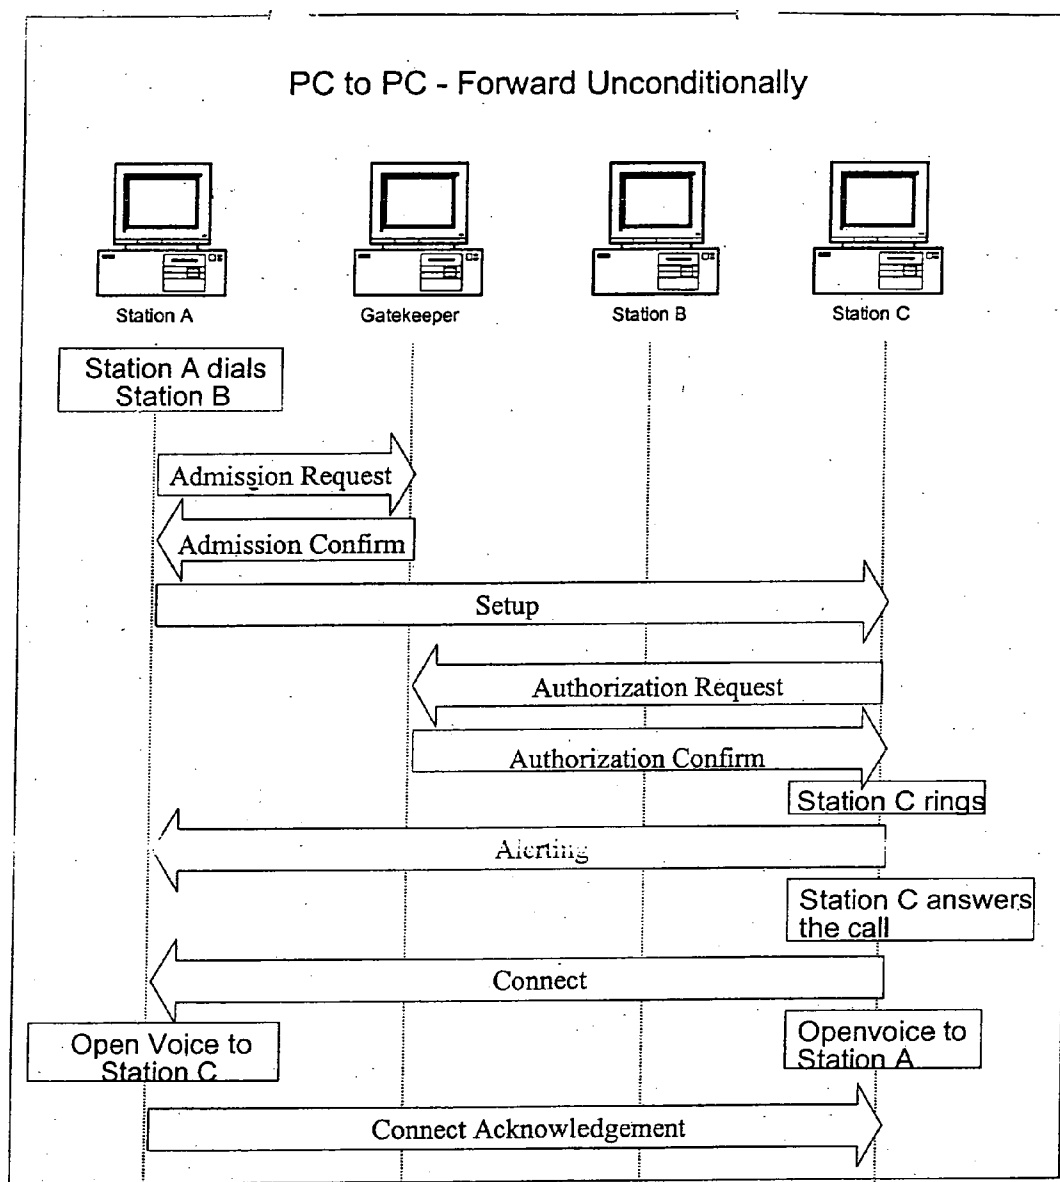 PC to PC - Forward Unconditionally
Station A
Gatekeeper
Station B
Station C
Station A dials
Station B
Admission Request
Admission Confirm
Setup
Authorization Request
Authorization Confirm
Station C rings
Alerting
Station C answers
the call
Connect
Open Voice to
Station C
Openvoice to
Station A
Connect Acknowledgement